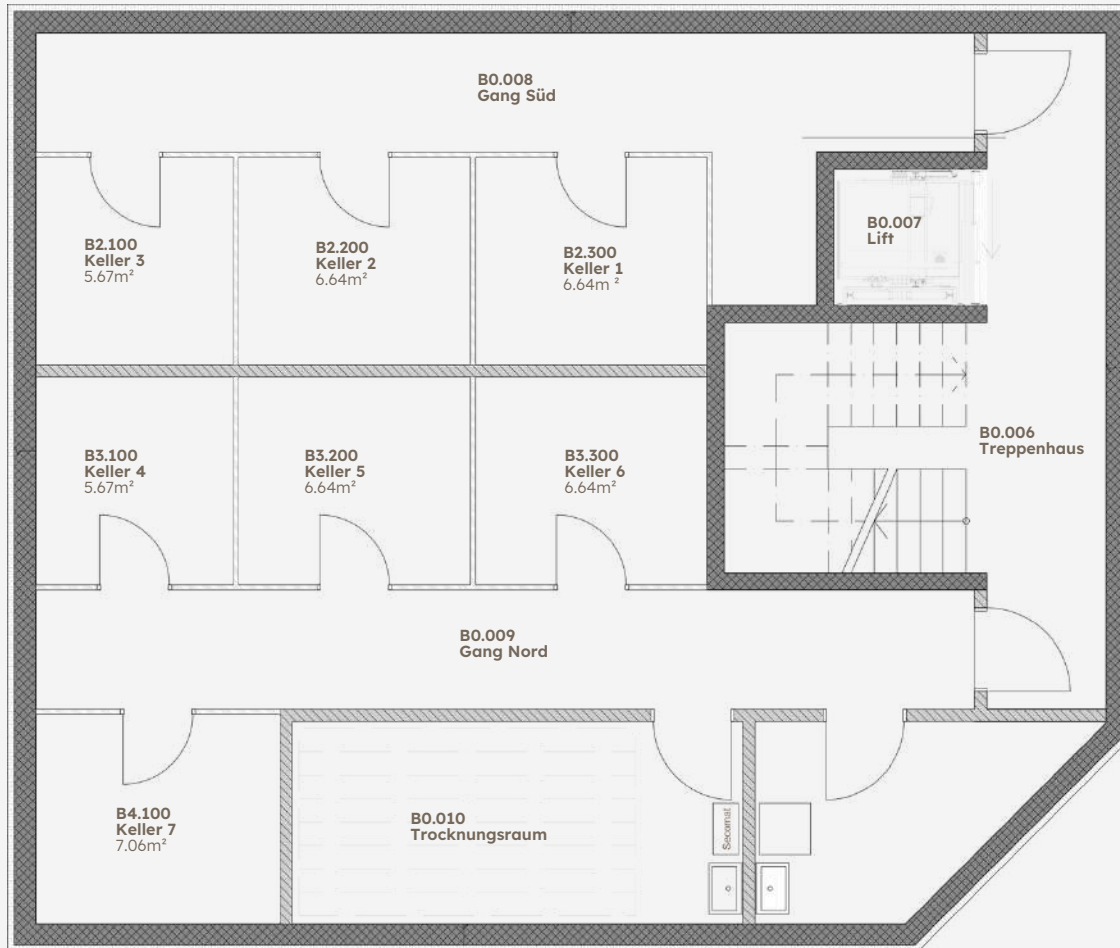 B0.008
Gang Süd
B0.007
Lift
B2.100
Keller 3
5.67m²
B2.200
Keller 2
6.64m²
B2.300
Keller 1
6.64m ²
B0.006
Treppenhaus
B3.100
Keller 4
5.67m²
B3.200
Keller 5
6.64m²
B3.300
Keller 6
6.64m²
B0.009
Gang Nord
B4.100
Keller 7
7.06m²
B0.010
Trocknungsraum
Secomat